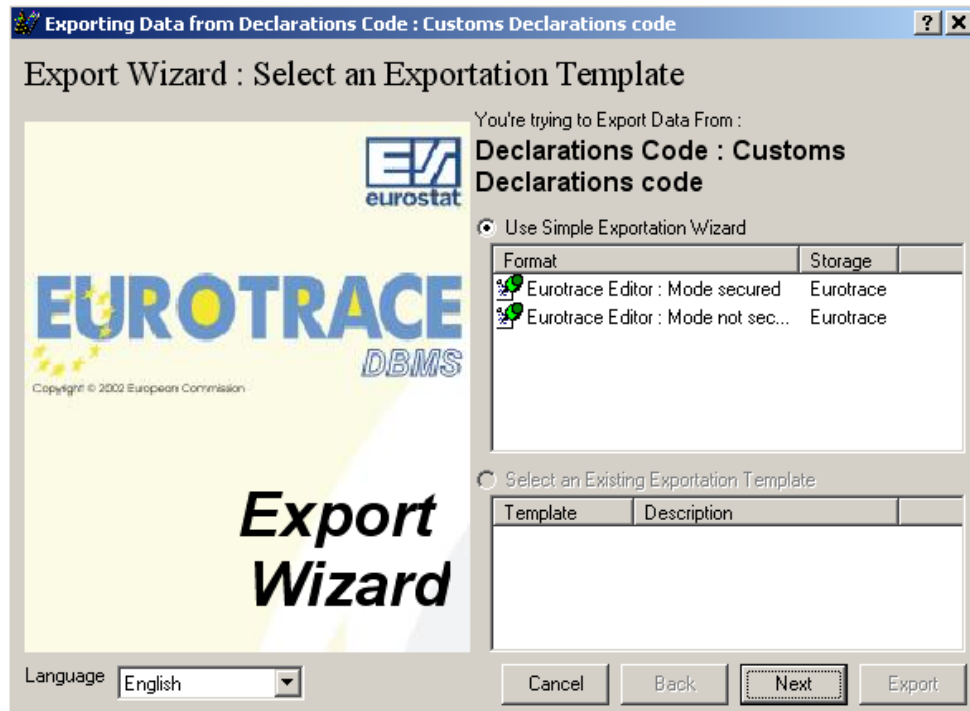 Exporting Data from Declarations Code : Customs Declarations code
Export Wizard : Select an Exportation Template
You're trying to Export Data From :
Declarations Code : Customs
Declarations code
eurostat
EUROTRACE
DBMS
Copyright © 2002 European Commission
Export
Wizard
Use Simple Exportation Wizard
Format Storage
Eurotrace Editor : Mode secured Eurotrace
Eurotrace Editor : Mode not sec... Eurotrace
Select an Existing Exportation Template
Template Description
Language English Cancel Back Next Export